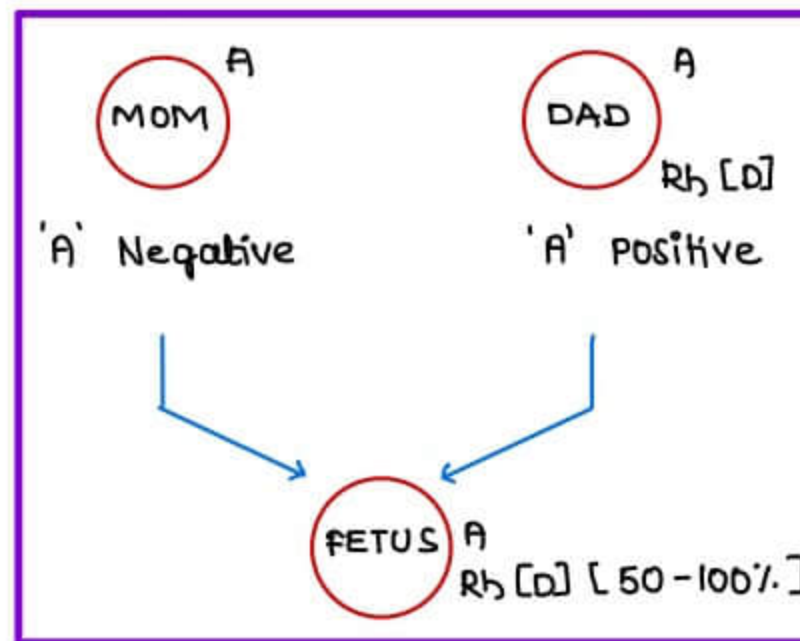 A
MOM
A
DAD
Rh [D]
'A' Negative
'A' Positive
FETUS
A
Rh [D] [50-100%]